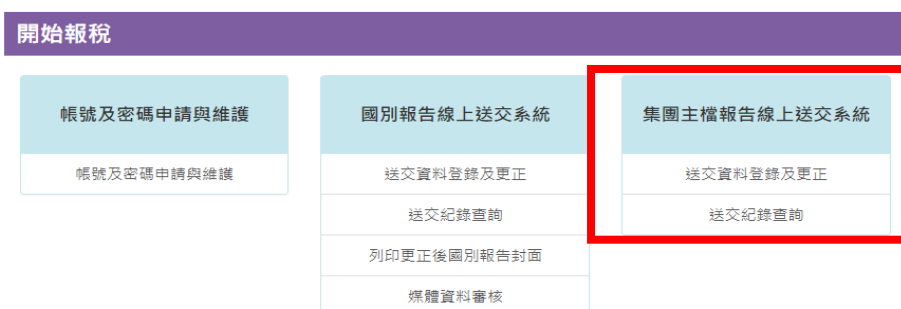 開始報稅
帳號及密碼申請與維護
帳號及密碼申請與維護
國別報告線上送交系統
送交資料登錄及更正
送交紀錄查詢
列印更正後國別報告封面
媒體資料審核
集團主檔報告線上送交系統
送交資料登錄及更正
送交紀錄查詢